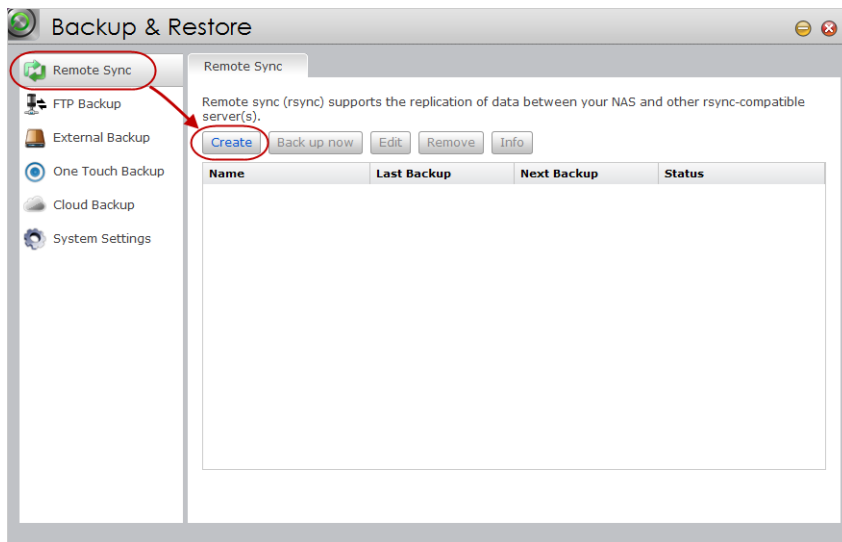 Backup & Restore
Remote Sync
FTP Backup
External Backup
One Touch Backup
Cloud Backup
System Settings
Remote Sync
Remote sync (rsync) supports the replication of data between your NAS and other rsync-compatible
server(s).
Create Back up now Edit Remove Info
Name Last Backup Next Backup Status